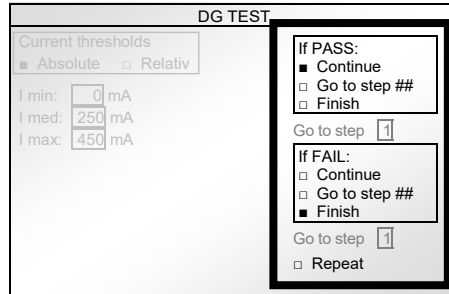 DG TEST
Current thresholds
■ Absolute □ Relativ
I min: 0 mA
I med: 250 mA
I max: 450 mA
If PASS:
■ Continue
□ Go to step ##
□ Finish
Go to step 1
If FAIL:
□ Continue
□ Go to step ##
■ Finish
Go to step 1
□ Repeat